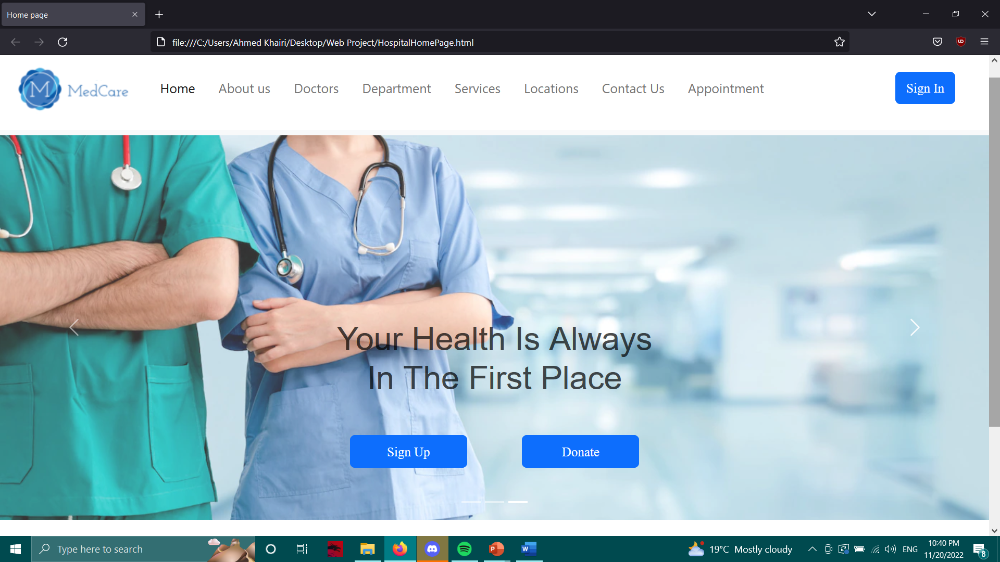 Home page
file:///C:/Users/Ahmed Khairi/Desktop/Web Project/HospitalHomePage.html
M MedCare Home About us Doctors Department Services Locations Contact Us Appointment Sign In
Your Health Is Always
In The First Place
Sign Up Donate
Type here to search
19°C Mostly cloudy
ENG
10:40 PM
11/20/2022
8